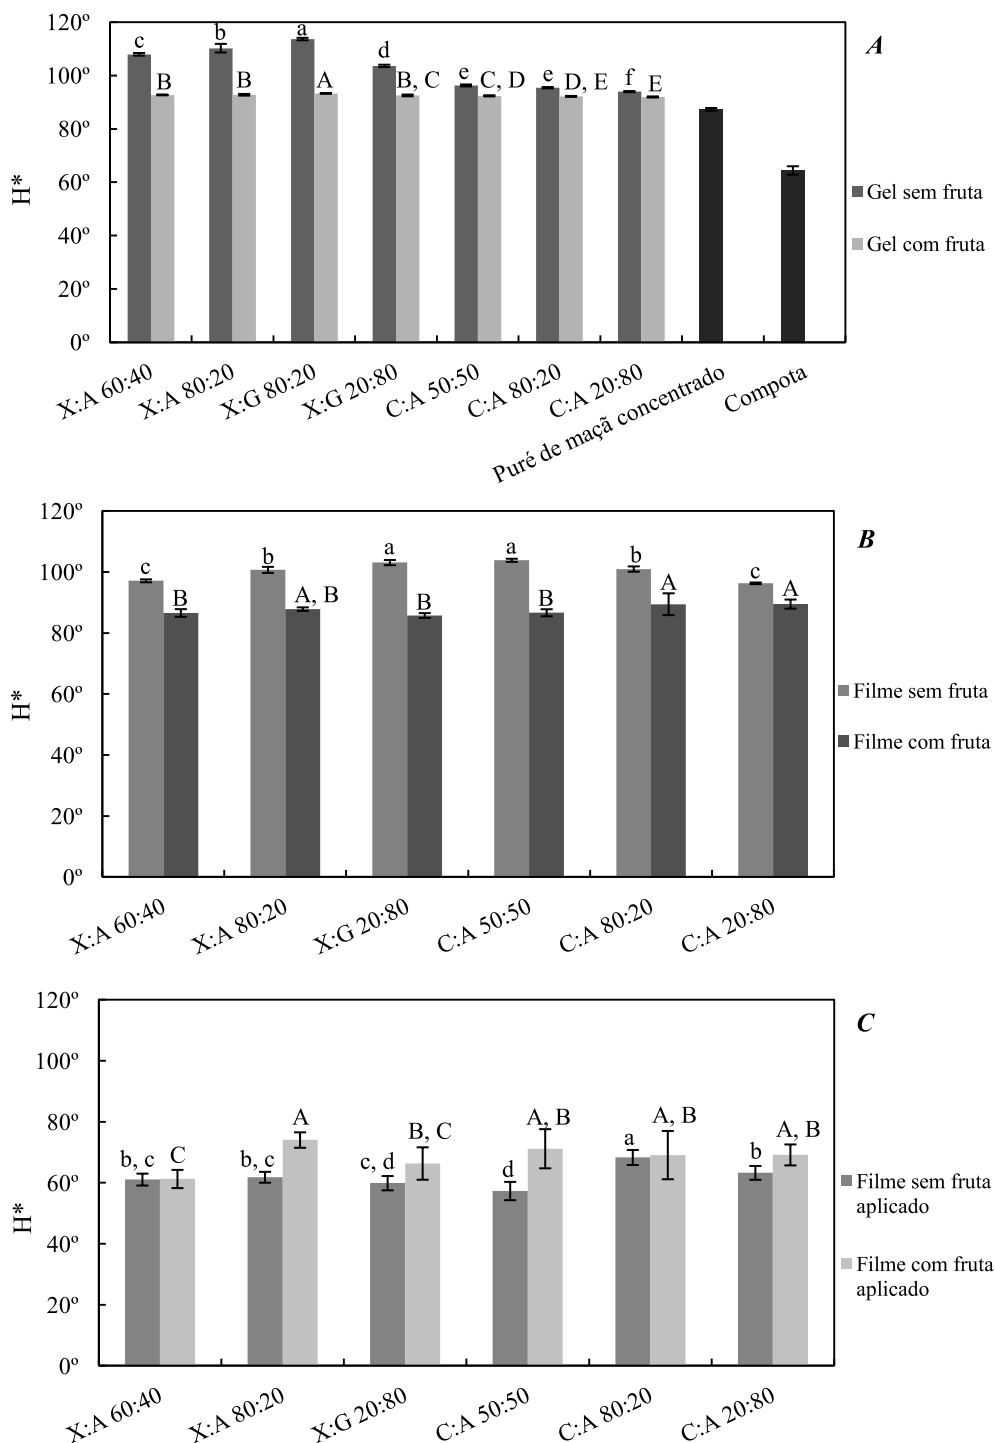 120º
100º
80º
60º
40º
20º
0º
H*
c
b
a
d
e
e
f
B
B
A
B, C
C, D
D, E
E
A
Gel sem fruta
Gel com fruta
X:A 60:40
X:A 80:20
X:G 80:20
X:G 20:80
C:A 50:50
C:A 80:20
C:A 20:80
Puré de maçã concentrado
Compota
120º
100º
80º
60º
40º
20º
0º
H*
c
b
a
a
b
c
B
A, B
B
B
A
A
B
Filme sem fruta
Filme com fruta
X:A 60:40
X:A 80:20
X:G 20:80
C:A 50:50
C:A 80:20
C:A 20:80
120º
100º
80º
60º
40º
20º
0º
H*
b, c
C
b, c
A
c, d
B, C
d
A, B
a
A, B
b
A, B
C
Filme sem fruta
aplicado
Filme com fruta
aplicado
X:A 60:40
X:A 80:20
X:G 20:80
C:A 50:50
C:A 80:20
C:A 20:80